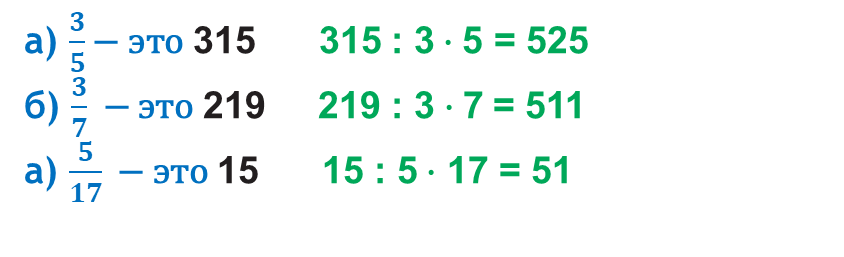 а) 3/5 – это 315 315 : 3 · 5 = 525
б) 3/7 – это 219 219 : 3 · 7 = 511
а) 5/17 – это 15 15 : 5 · 17 = 51